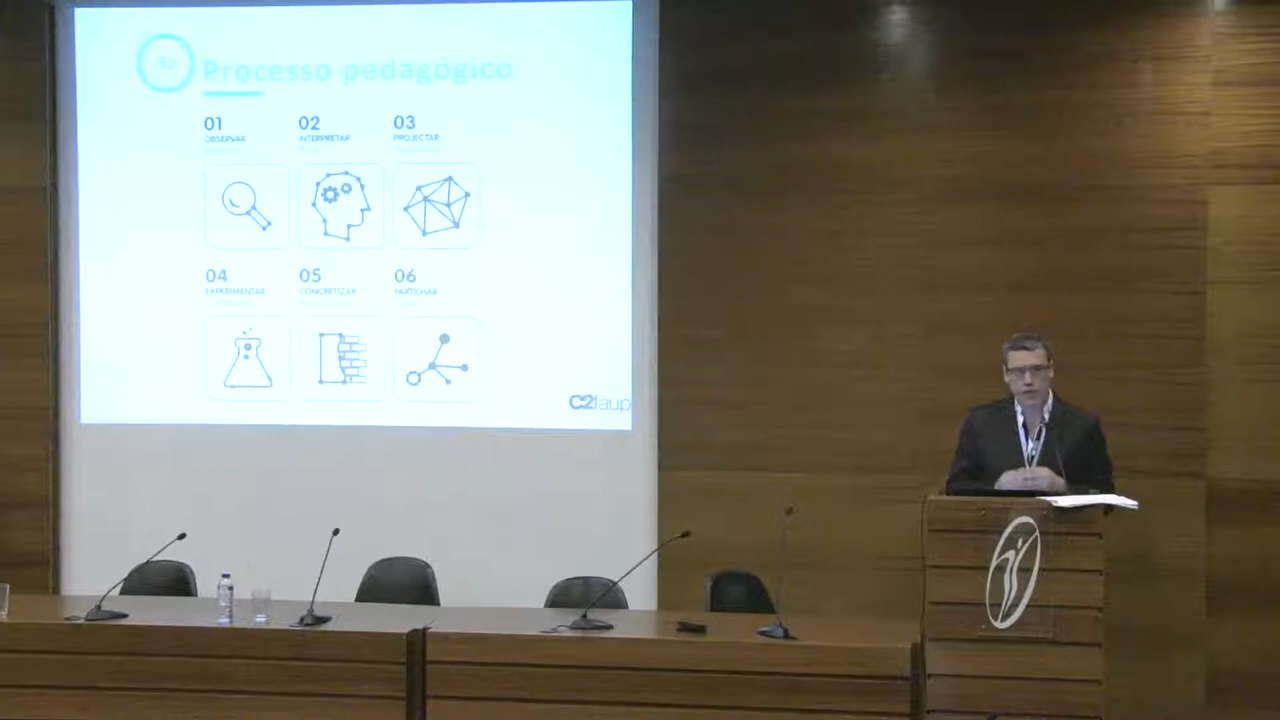 Processo pedagógico
01 02 03
OBSERVAR INTERPRETAR PROJECTAR
04 05 06
EXPERIMENTAR CONCRETIZAR PARTILHAR
C2faup